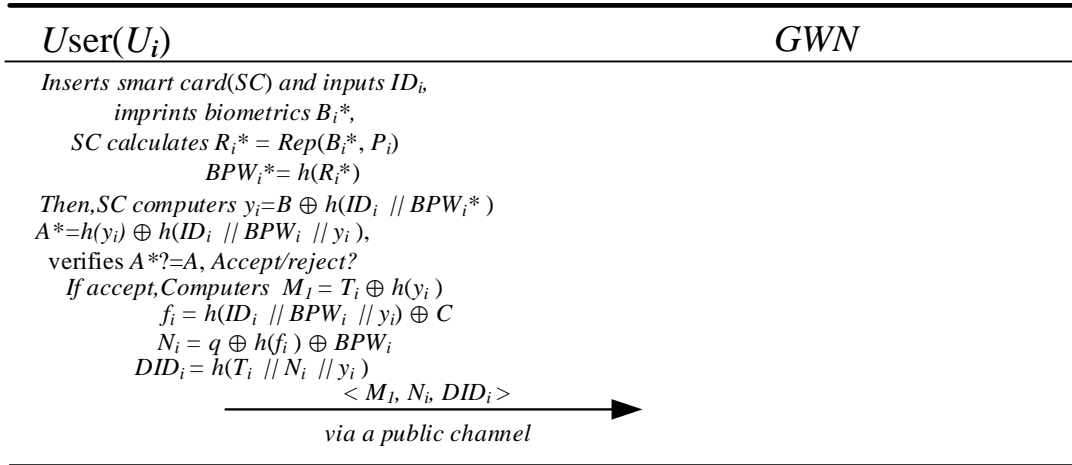 User(Ui) GWN
Inserts smart card(SC) and inputs IDi,
imprints biometrics Bi*,
SC calculates Ri* = Rep(Bi*, Pi)
BPWi*= h(Ri*)
Then,SC computers yi=B ⊕ h(IDi || BPWi* )
A*=h(yi) ⊕ h(IDi || BPWi || yi ),
verifies A*?=A, Accept/reject?
If accept,Computers M1 = Ti ⊕ h(yi )
fi = h(IDi || BPWi || yi) ⊕ C
Ni = q ⊕ h(fi ) ⊕ BPWi
DIDi = h(Ti || Ni || yi )
< M1, Ni, DIDi >
via a public channel